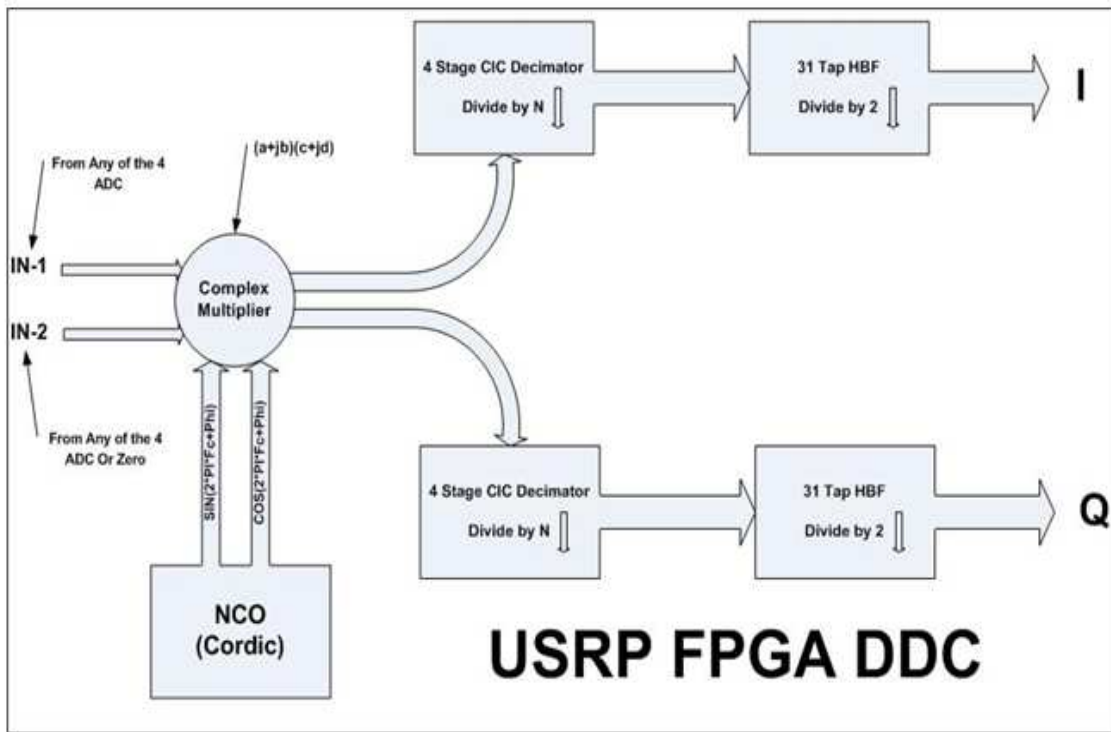 4 Stage CIC Decimator
Divide by N
31 Tap HBF
Divide by 2
I
(a+jb)(c+jd)
From Any of the 4
ADC
IN-1
Complex
Multiplier
IN-2
From Any of the 4
ADC Or Zero
SIN(2*PI*Fc+Phi)
COS(2*PI*Fc+Phi)
4 Stage CIC Decimator
Divide by N
31 Tap HBF
Divide by 2
Q
NCO
(Cordic)
USRP FPGA DDC